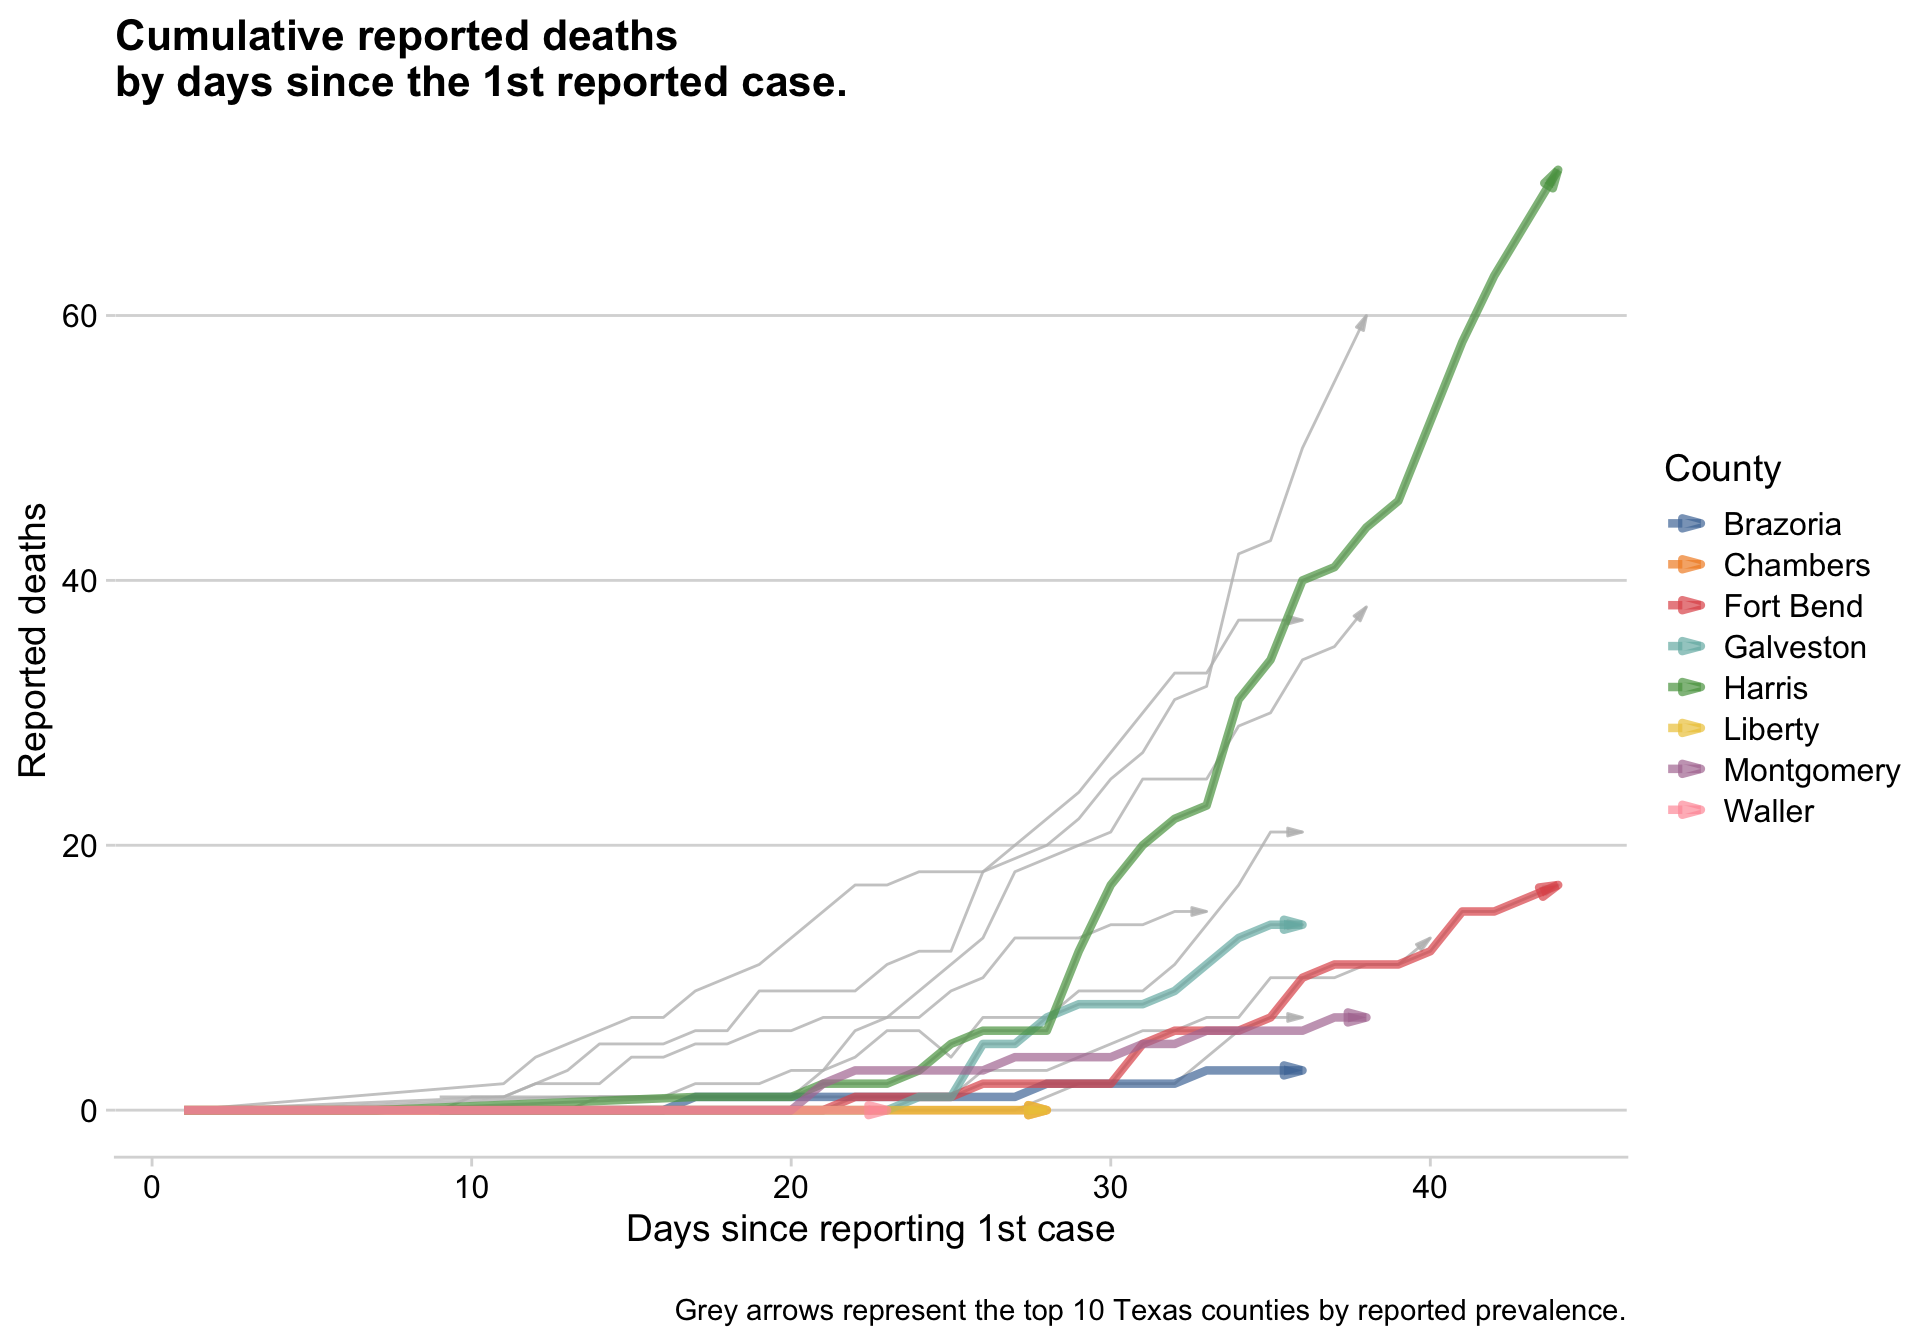 Cumulative reported deaths
by days since the 1st reported case.
Reported deaths
60
40
20
0
0 10 20 30 40
Days since reporting 1st case
County
Brazoria
Chambers
Fort Bend
Galveston
Harris
Liberty
Montgomery
Waller
Grey arrows represent the top 10 Texas counties by reported prevalence.